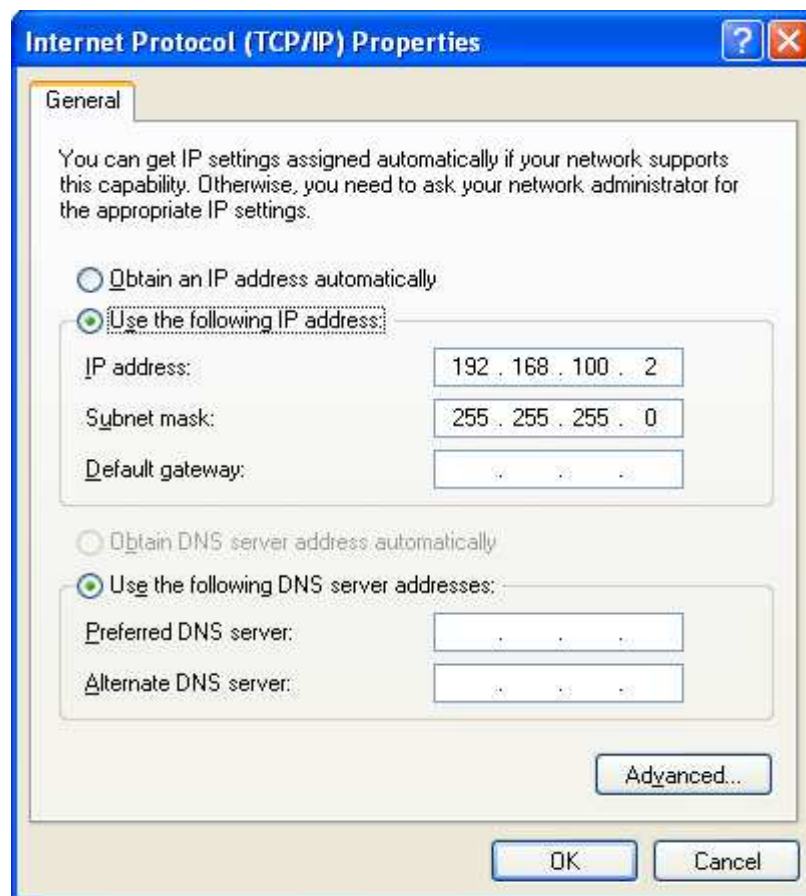 Internet Protocol (TCP/IP) Properties
General
You can get IP settings assigned automatically if your network supports
this capability. Otherwise, you need to ask your network administrator for
the appropriate IP settings.
Obtain an IP address automatically
Use the following IP address:
IP address: 192 . 168 . 100 . 2
Subnet mask: 255 . 255 . 255 . 0
Default gateway: . . .
Obtain DNS server address automatically
Use the following DNS server addresses:
Preferred DNS server: . . .
Alternate DNS server: . . .
Advanced...
OK Cancel